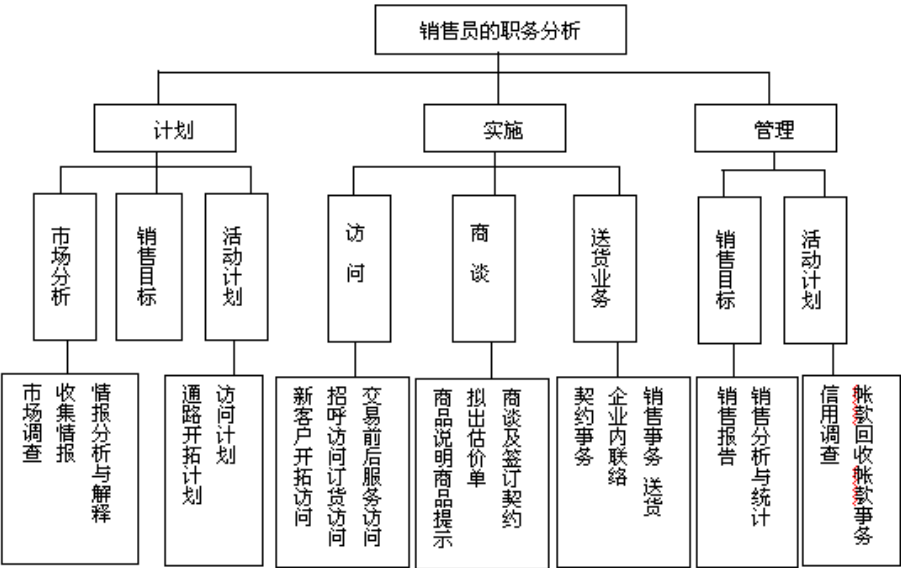 销售员的职务分析
计划
实施
管理
市场分析
销售目标
活动计划
访问
商谈
送货业务
销售目标
活动计划
市场调查
收集情报
情报分析与解释
通路开拓计划
访问计划
新客户开拓访问
招呼访问订货访问
交易前后服务访问
商品说明商品提示
拟出估价单
商谈及签订契约
契约事务
企业内联络
销售事务 送货
销售报告
销售分析与统计
信用调查
帐款回收帐款事务